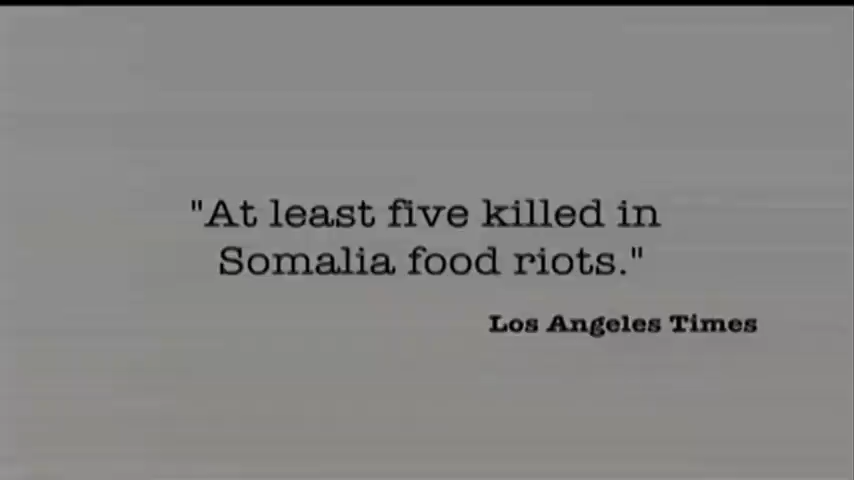 "At least five killed in
Somalia food riots."
Los Angeles Times